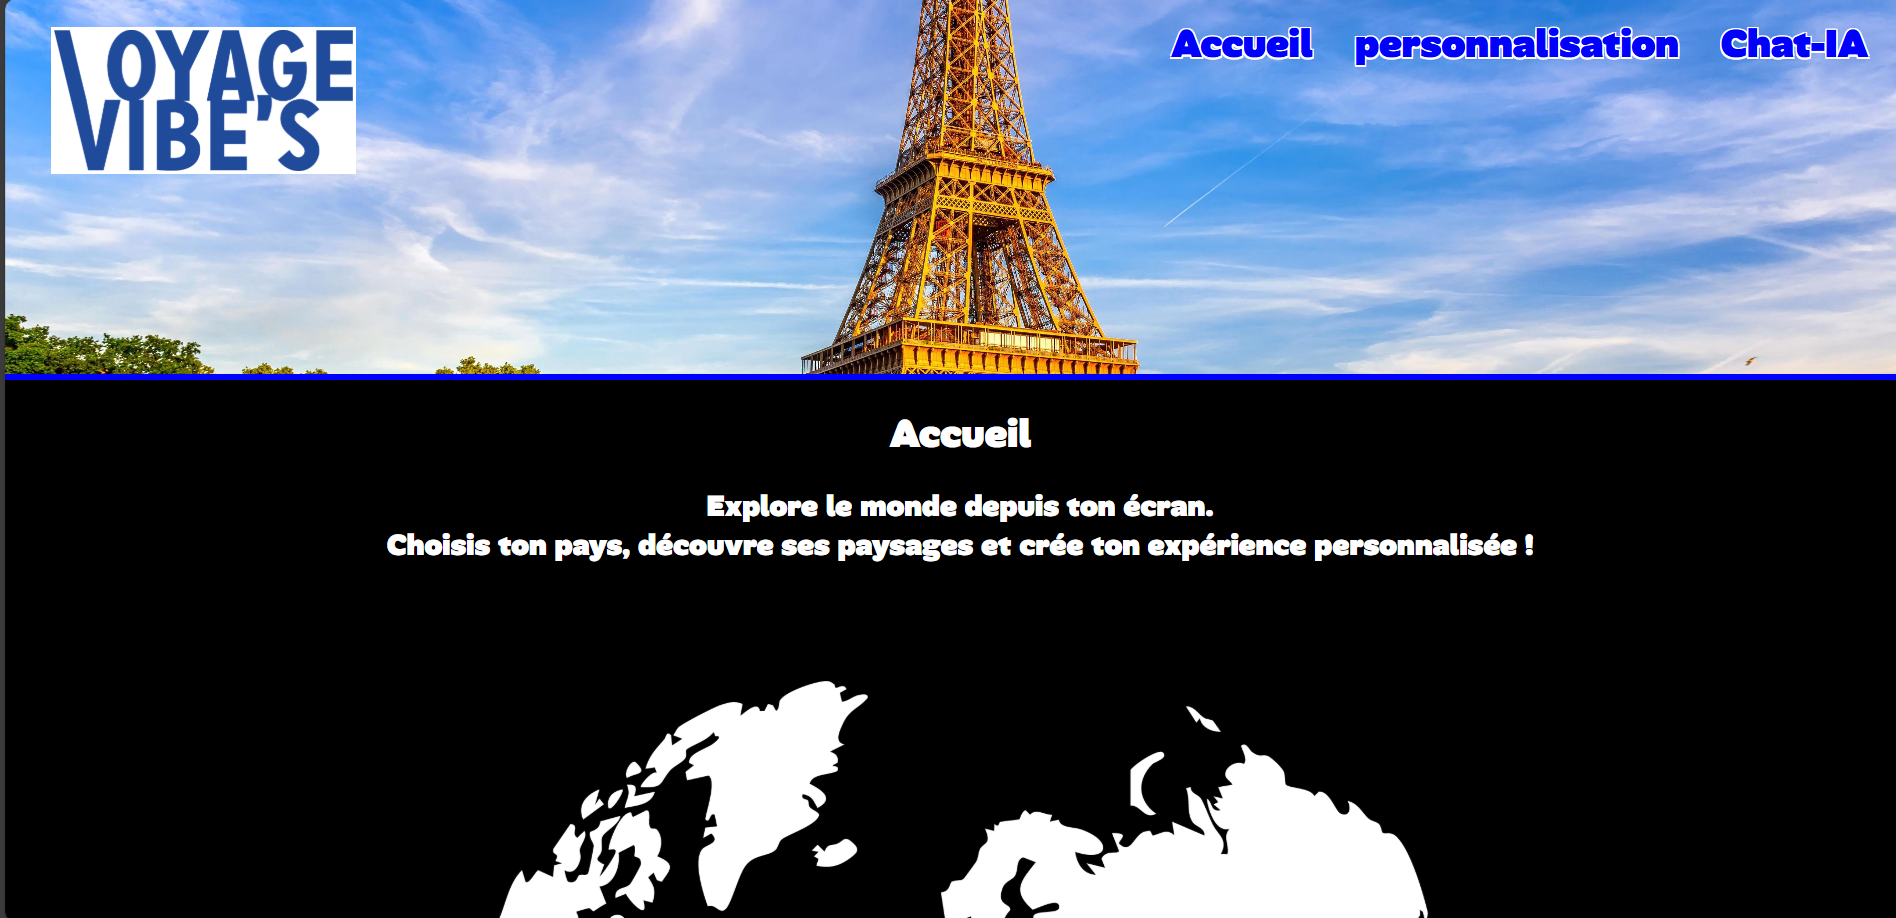 VOYAGE
VIBE'S
Accueil personnalisation Chat-IA
Accueil
Explore le monde depuis ton écran.
Choisis ton pays, découvre ses paysages et crée ton expérience personnalisée !